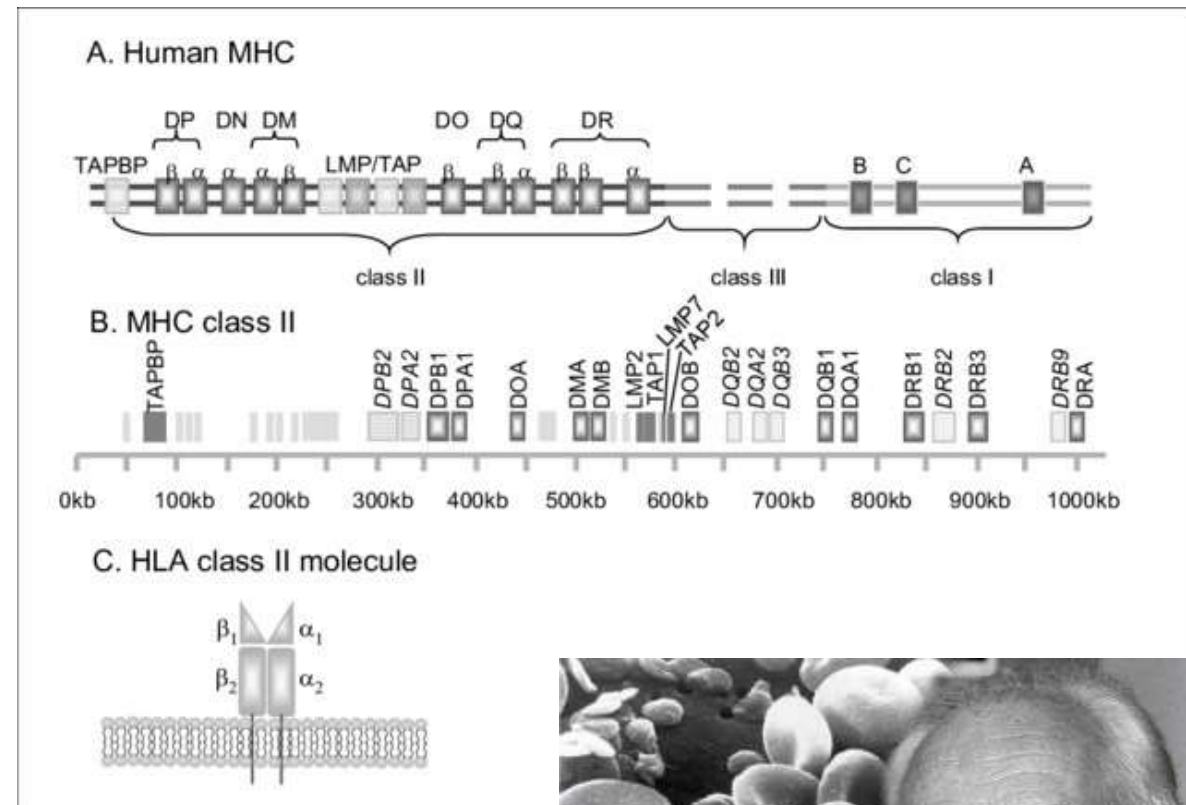 A. Human MHC
DP DN DM DO DQ DR
TAPBP β α α α β LMP/TAP β β α β β α B C A
class II class III class I
B. MHC class II
TAPBP DPB2 DPA2 DPB1 DPA1 DOA DMA DMB LMP2 TAP1 LMP7 TAP2 DOB DQB2 DQA2 DQB3 DQB1 DQA1 DRB1 DRB2 DRB3 DRB9 DRA
0kb 100kb 200kb 300kb 400kb 500kb 600kb 700kb 800kb 900kb 1000kb
C. HLA class II molecule
β1 α1
β2 α2